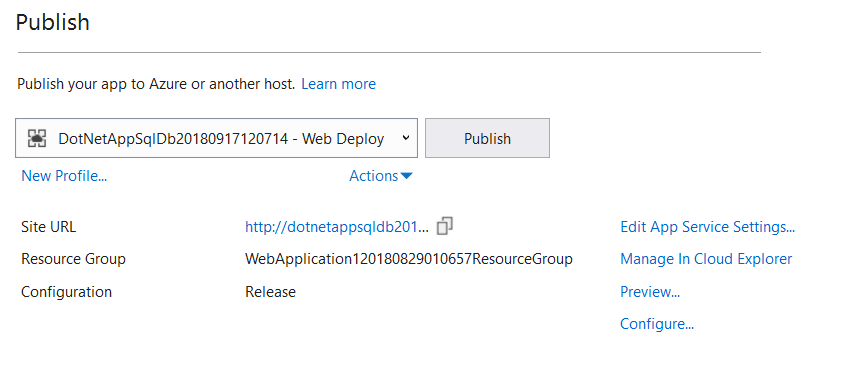 Publish
Publish your app to Azure or another host. Learn more
DotNetAppSqlDb20180917120714 - Web Deploy Publish
New Profile... Actions
Site URL http://dotnetappsqldb201... Edit App Service Settings...
Resource Group WebApplication120180829010657ResourceGroup Manage In Cloud Explorer
Configuration Release Preview...
Configure...